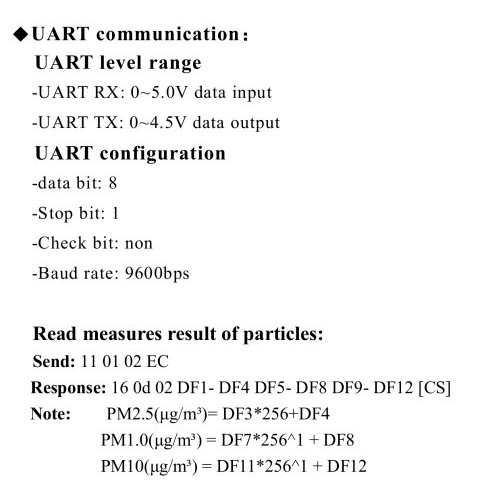 ◆UART communication：
UART level range
-UART RX: 0~5.0V data input
-UART TX: 0~4.5V data output
UART configuration
-data bit: 8
-Stop bit: 1
-Check bit: non
-Baud rate: 9600bps
Read measures result of particles:
Send: 11 01 02 EC
Response: 16 0d 02 DF1- DF4 DF5- DF8 DF9- DF12 [CS]
Note: PM2.5(μg/m³)= DF3*256+DF4
PM1.0(μg/m³) = DF7*256^1 + DF8
PM10(μg/m³) = DF11*256^1 + DF12